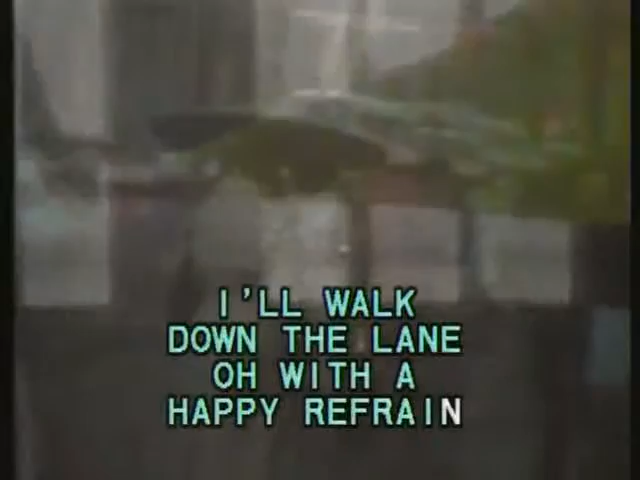 I'LL WALK
DOWN THE LANE
OH WITH A
HAPPY REFRAIN